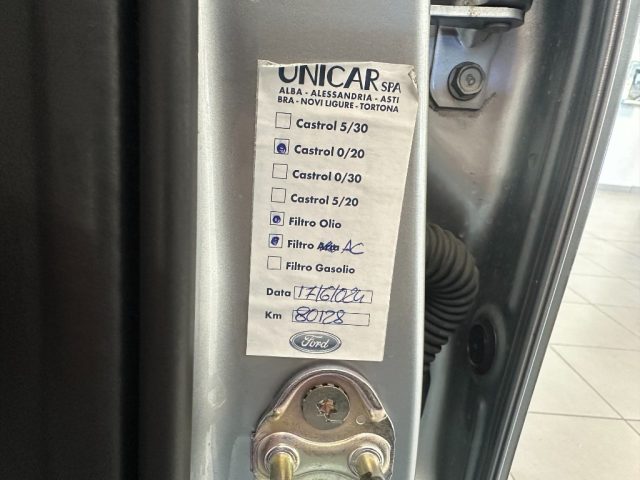 UNICAR SPA
ALBA - ALESSANDRIA - ASTI
BRA - NOVI LIGURE - TORTONA
Castrol 5/30
Castrol 0/20
Castrol 0/30
Castrol 5/20
Filtro Olio
Filtro Aria AC
Filtro Gasolio
Data 17/6/024
Km 80128
Ford